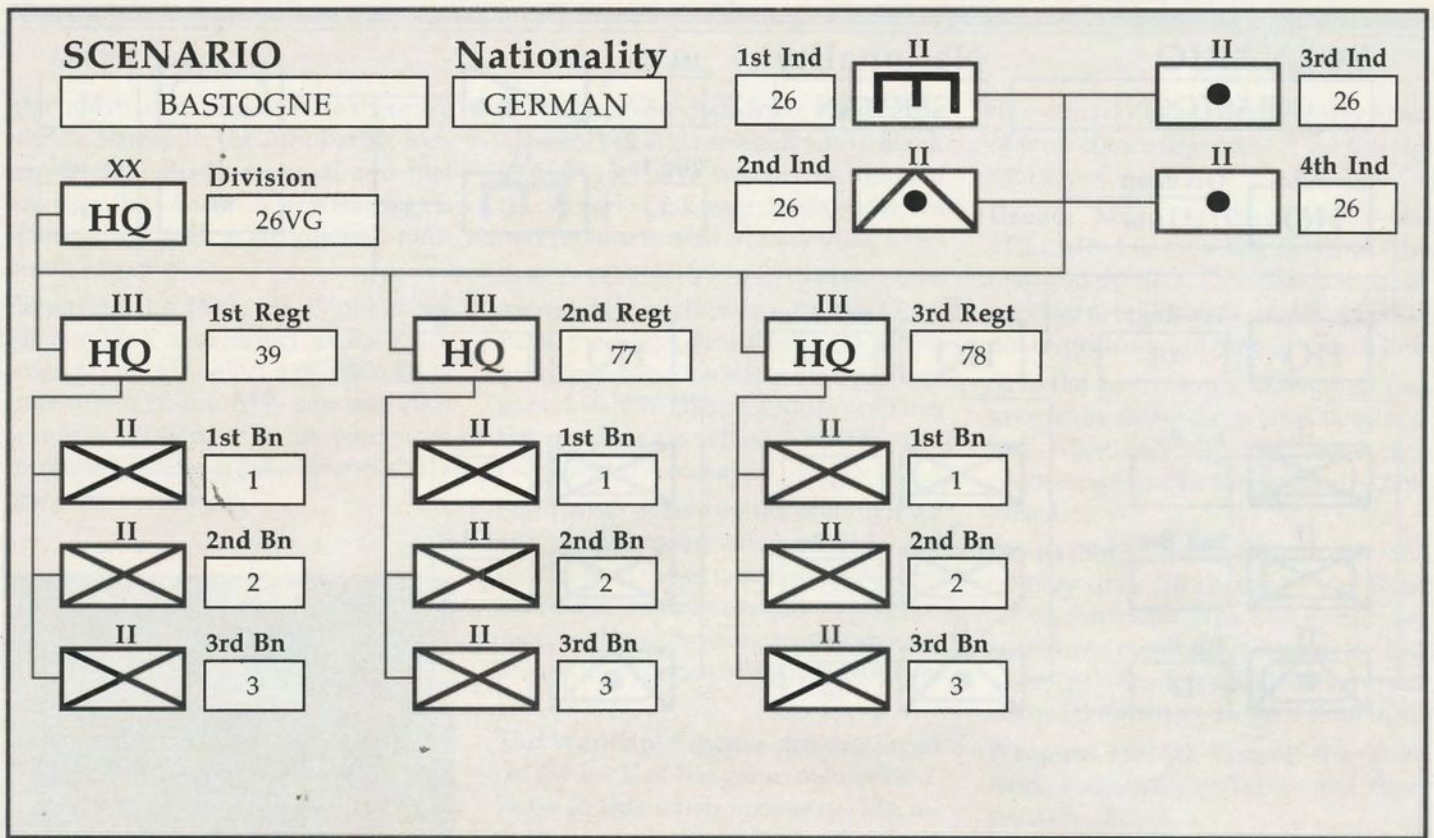 SCENARIO Nationality
BASTOGNE GERMAN
1st Ind II II 3rd Ind
26 26
XX Division
HQ 26VG
2nd Ind II II 4th Ind
26 26
III 1st Regt III 2nd Regt III 3rd Regt
HQ 39 HQ 77 HQ 78
II 1st Bn II 1st Bn II 1st Bn
1 1 1
II 2nd Bn II 2nd Bn II 2nd Bn
2 2 2
II 3rd Bn II 3rd Bn II 3rd Bn
3 3 3